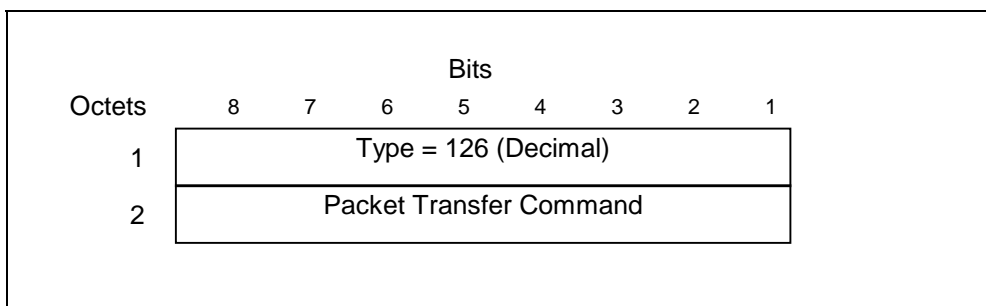 Bits
Octets 8 7 6 5 4 3 2 1
1 Type = 126 (Decimal)
2 Packet Transfer Command